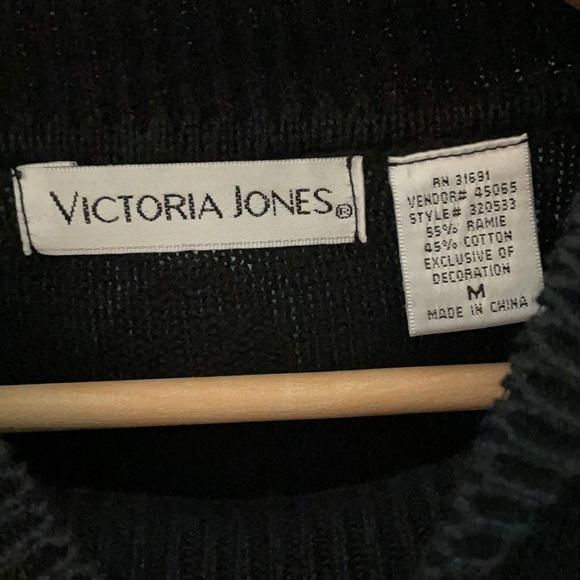 VICTORIA JONES®
RN 31691
VENDOR# 45065
STYLE# 320533
55% RAMIE
45% COTTON
EXCLUSIVE OF
DECORATION
M
MADE IN CHINA